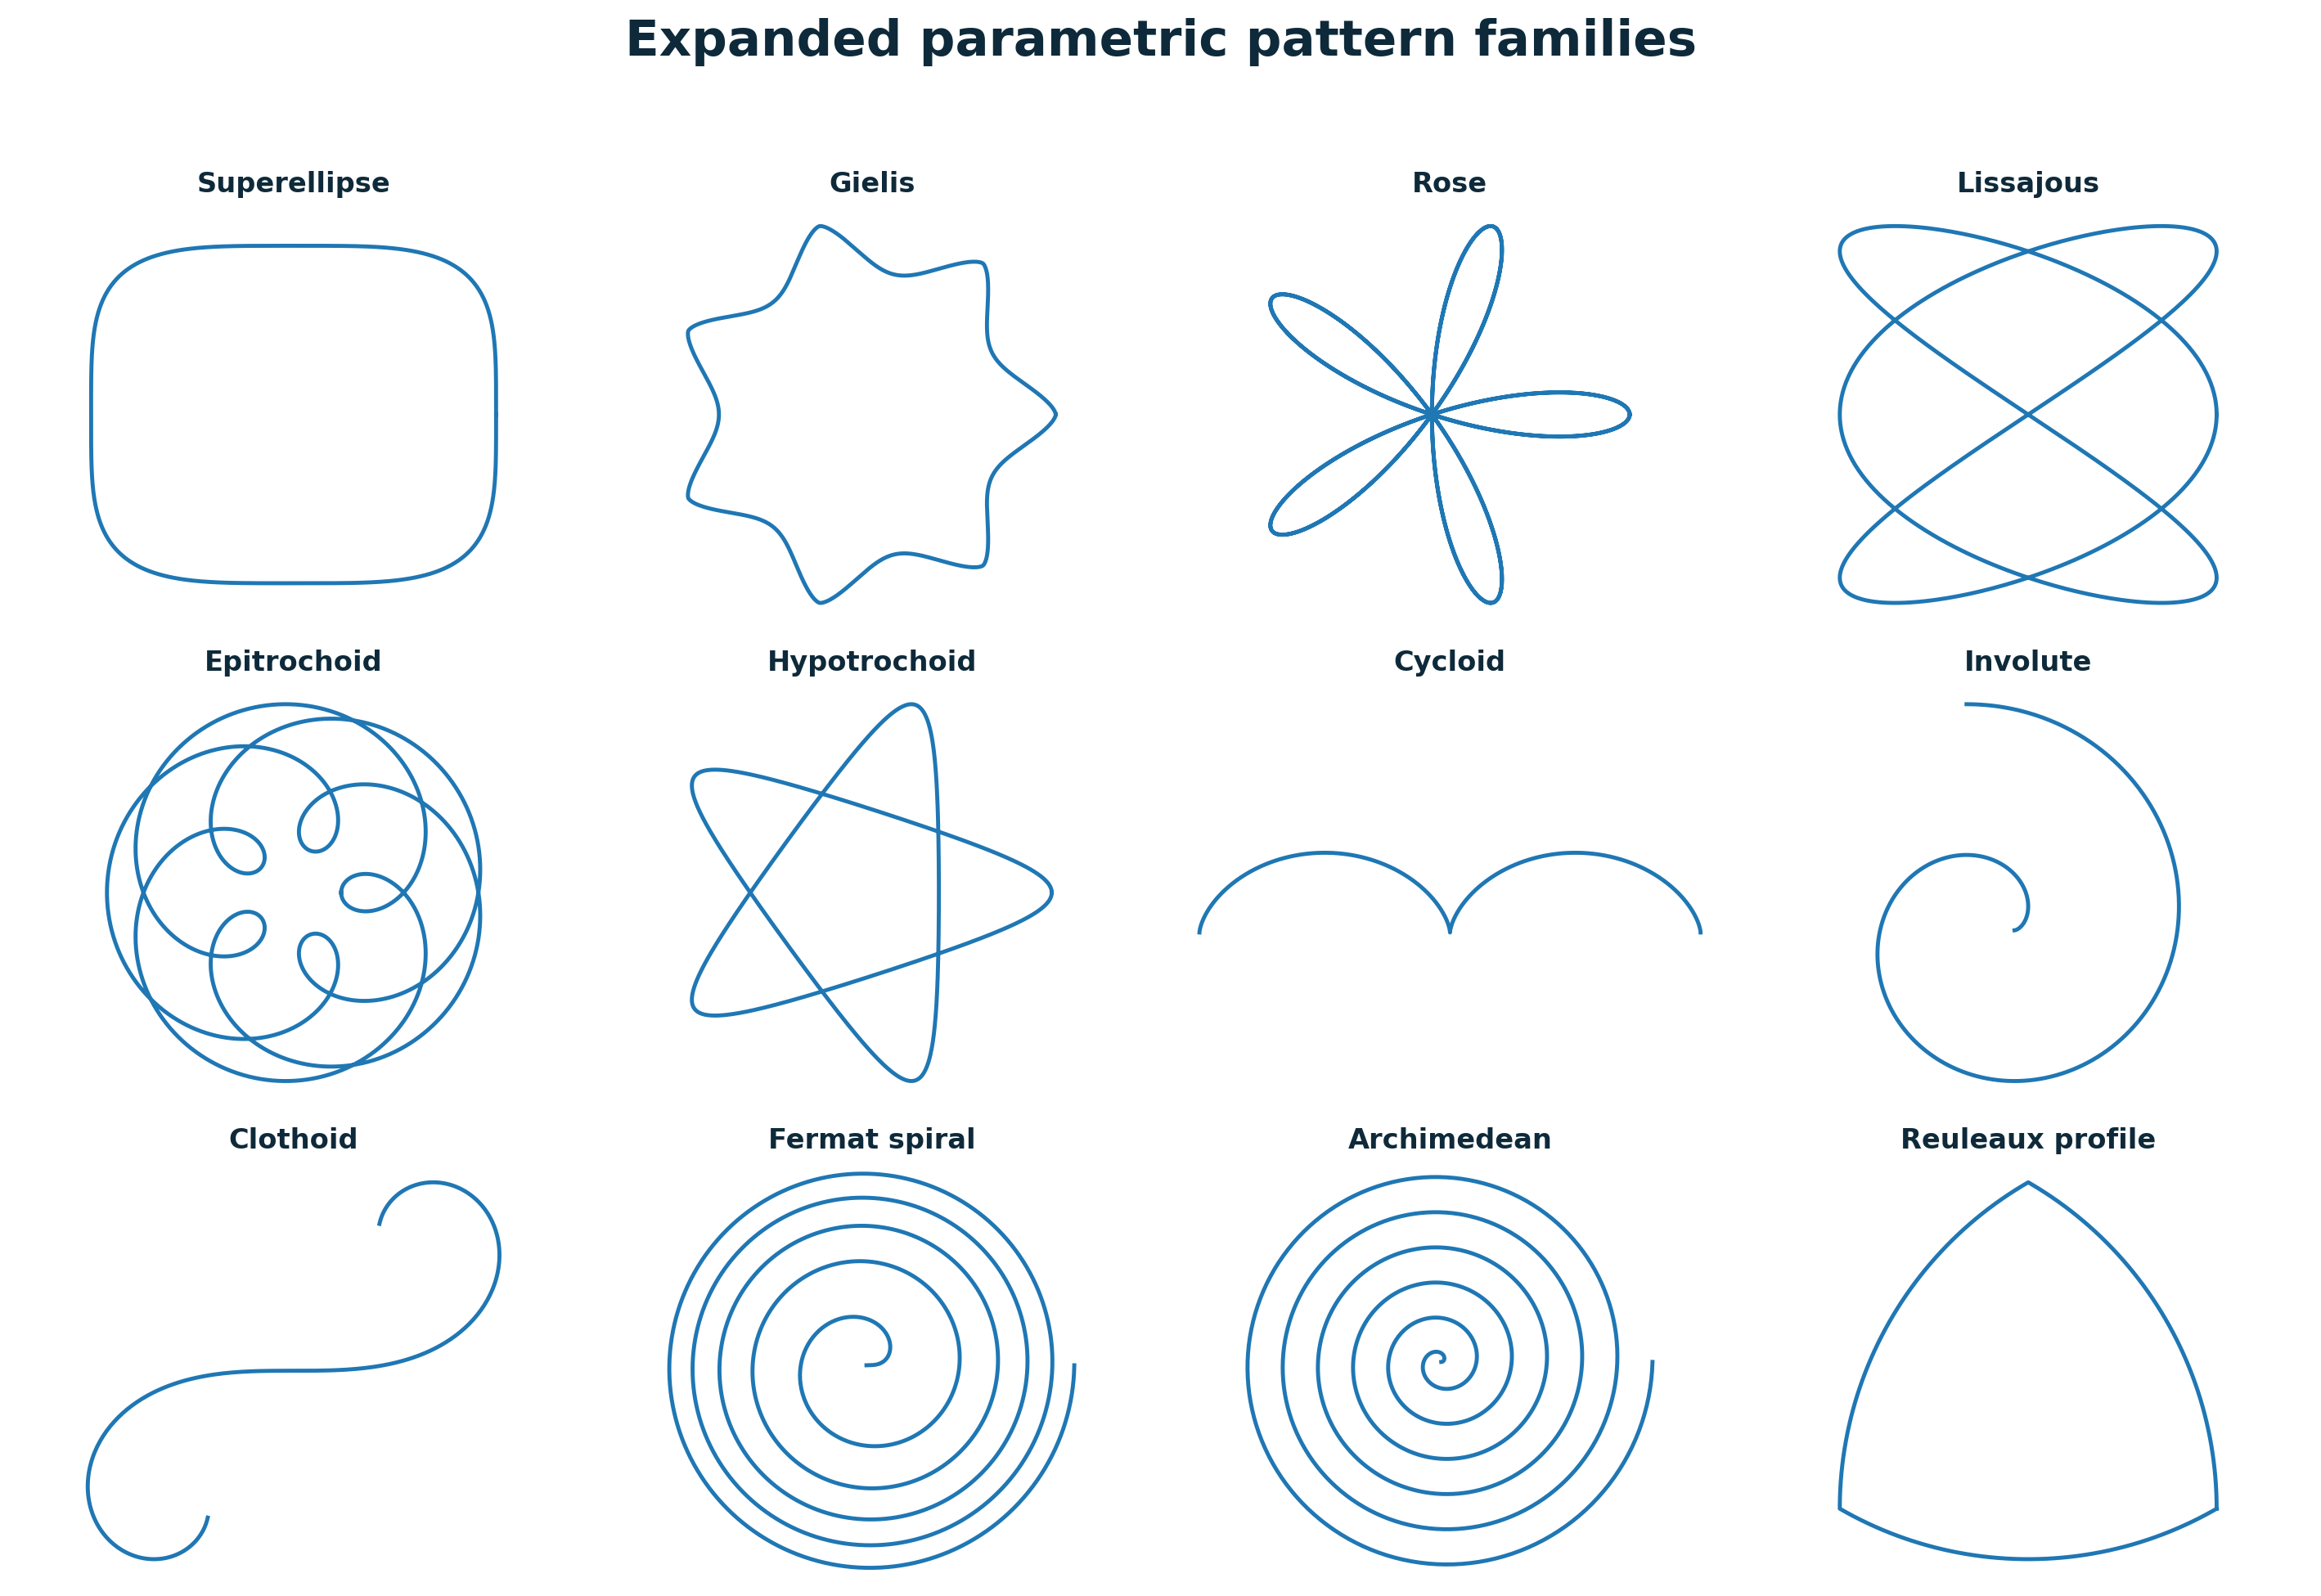 Expanded parametric pattern families
Superellipse
Gielis
Rose
Lissajous
Epitrochoid
Hypotrochoid
Cycloid
Involute
Clothoid
Fermat spiral
Archimedean
Reuleaux profile